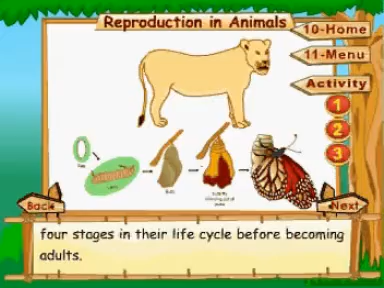 Reproduction in Animals
10-Home
11-Menu
Activity
1
2
3
Back
Next
four stages in their life cycle before becoming
adults.